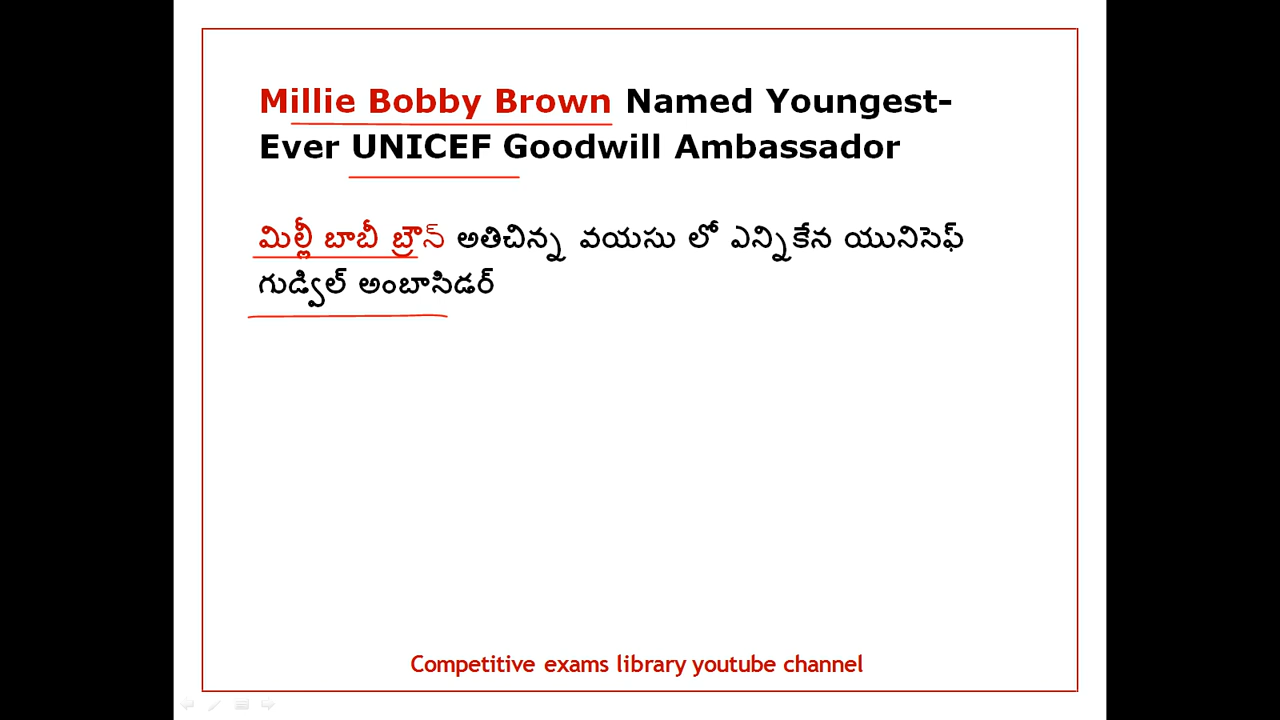 Millie Bobby Brown Named Youngest-
Ever UNICEF Goodwill Ambassador
మిల్లీ బాబీ బ్రౌన్ అతిచిన్న వయసు లో ఎన్నికేన యునిసెఫ్
గుడ్విల్ అంబాసిడర్
Competitive exams library youtube channel